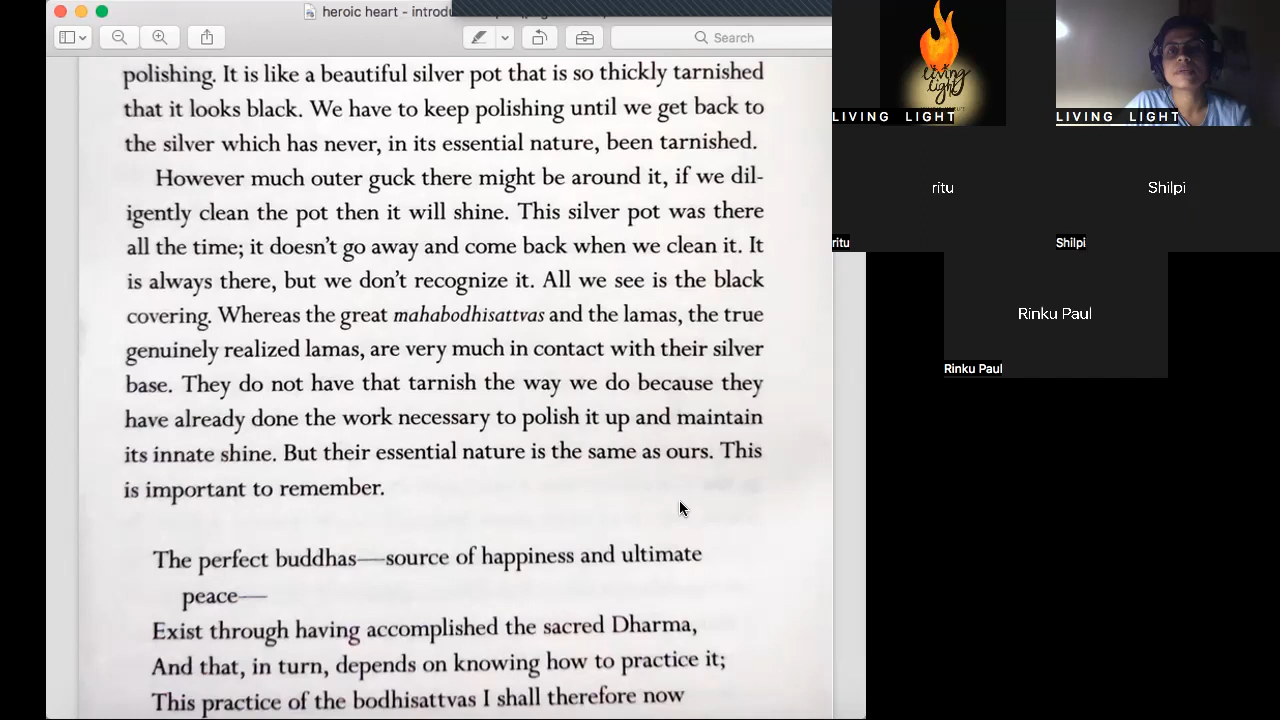 heroic heart - introdu
Search
polishing. It is like a beautiful silver pot that is so thickly tarnished
that it looks black. We have to keep polishing until we get back to
the silver which has never, in its essential nature, been tarnished.
However much outer guck there might be around it, if we dil-
igently clean the pot then it will shine. This silver pot was there
all the time; it doesn't go away and come back when we clean it. It
is always there, but we don't recognize it. All we see is the black
covering. Whereas the great mahabodhisattvas and the lamas, the true
genuinely realized lamas, are very much in contact with their silver
base. They do not have that tarnish the way we do because they
have already done the work necessary to polish it up and maintain
its innate shine. But their essential nature is the same as ours. This
is important to remember.
The perfect buddhas—source of happiness and ultimate
peace—
Exist through having accomplished the sacred Dharma,
And that, in turn, depends on knowing how to practice it;
This practice of the bodhisattvas I shall therefore now
living
light
LIVING LIGHT
LIVING LIGHT
ritu
ritu
Shilpi
Shilpi
Rinku Paul
Rinku Paul